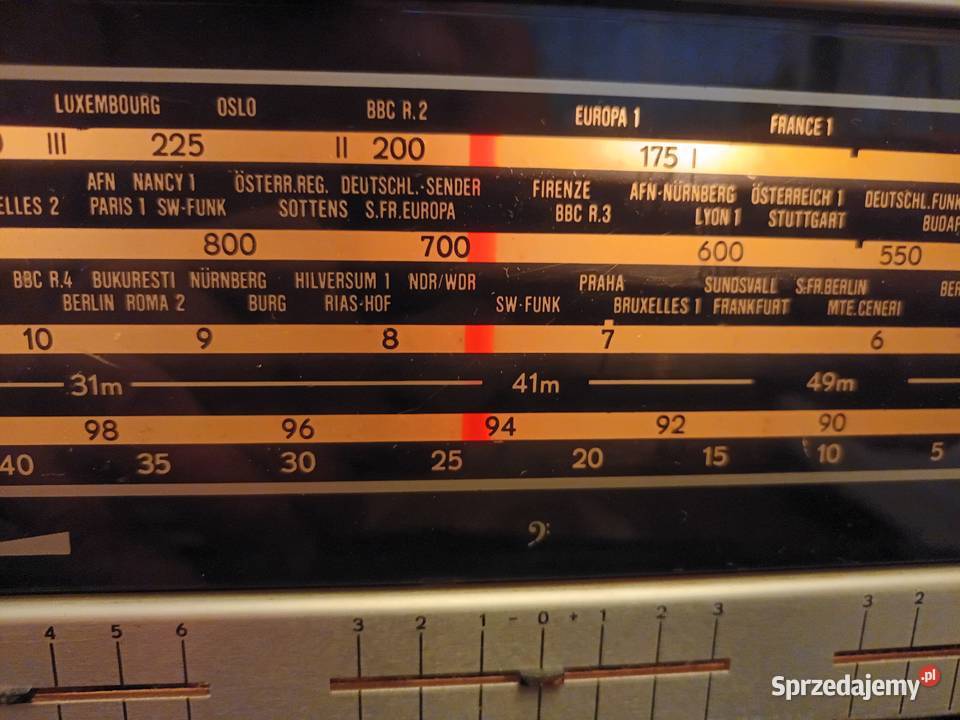 LUXEMBOURG OSLO BBC R.2 EUROPA 1 FRANCE 1
III 225 II 200 175 I
AFN NANCY 1 ÖSTERR.REG. DEUTSCHL.-SENDER FIRENZE AFN-NÜRNBERG ÖSTERREICH 1 DEUTSCHL.FUNK
ELLES 2 PARIS 1 SW-FUNK SOTTENS S.FR.EUROPA BBC R.3 LYON 1 STUTTGART BUDAP
800 700 600 550
BBC R.4 BUKURESTI NÜRNBERG HILVERSUM 1 NDR/WDR PRAHA SUNDSVALL S.FR.BERLIN BER
BERLIN ROMA 2 BURG RIAS-HOF SW-FUNK BRUXELLES 1 FRANKFURT MTE.CENERI
10 9 8 7 6
31m 41m 49m
98 96 94 92 90
40 35 30 25 20 15 10 5
4 5 6 3 2 1 - 0 + 1 2 3 3 2
Sprzedajemy.pl